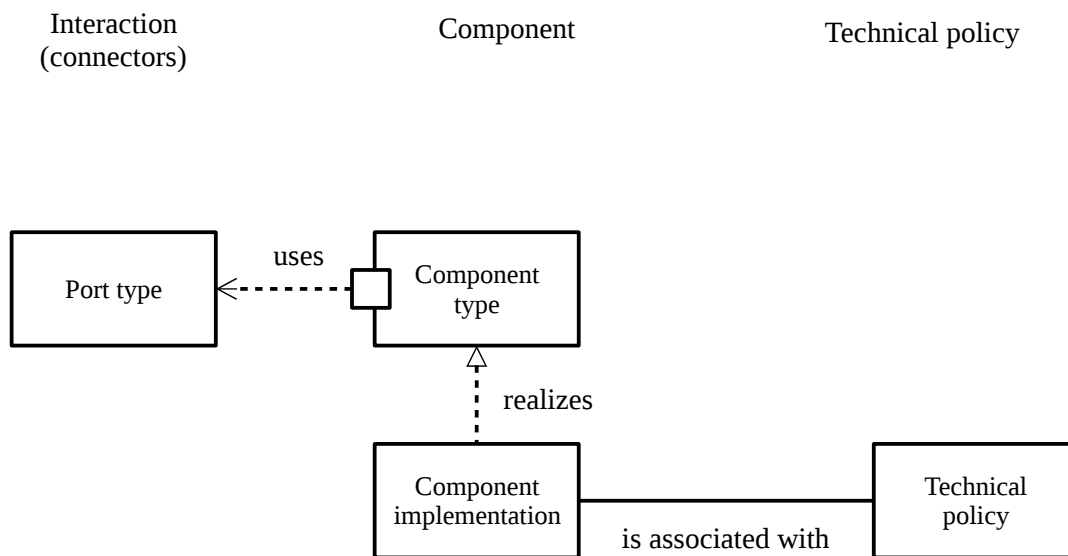 Interaction
(connectors)
Component
Technical policy
uses
Port type
Component
type
realizes
Component
implementation
Technical
policy
is associated with